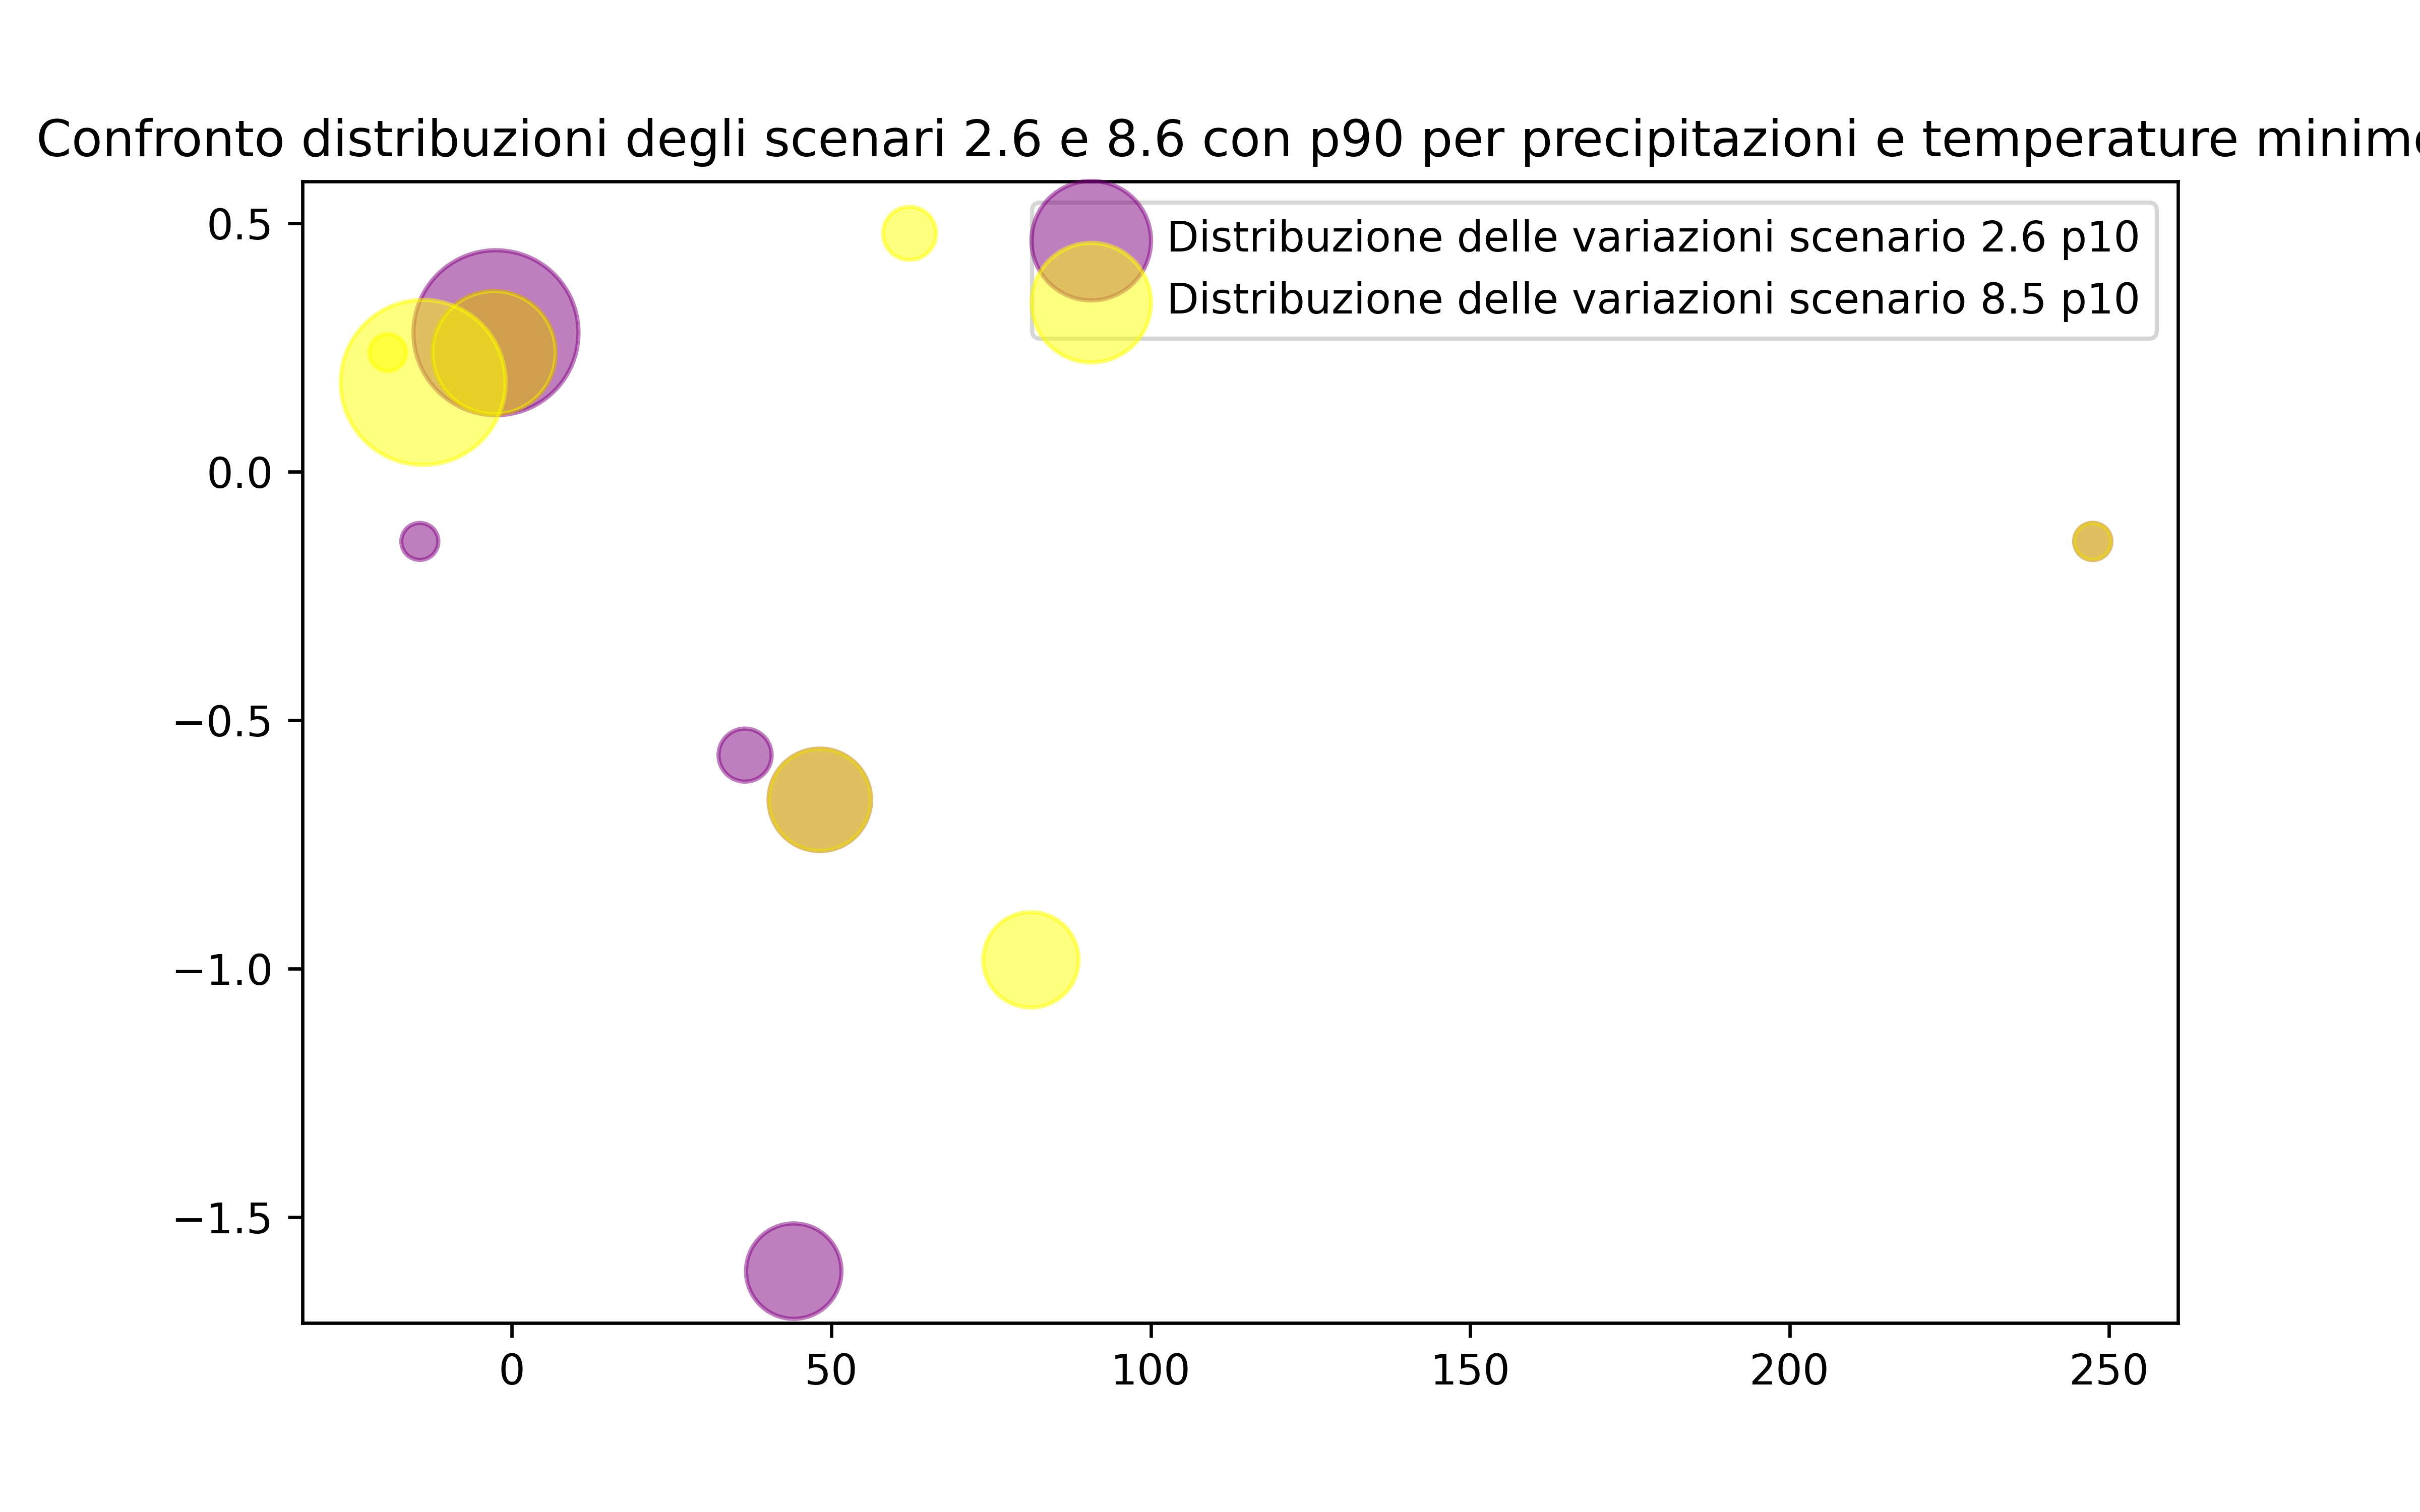 Confronto distribuzioni degli scenari 2.6 e 8.6 con p90 per precipitazioni e temperature minime
Distribuzione delle variazioni scenario 2.6 p10
Distribuzione delle variazioni scenario 8.5 p10
0.5
0.0
−0.5
−1.0
−1.5
0 50 100 150 200 250